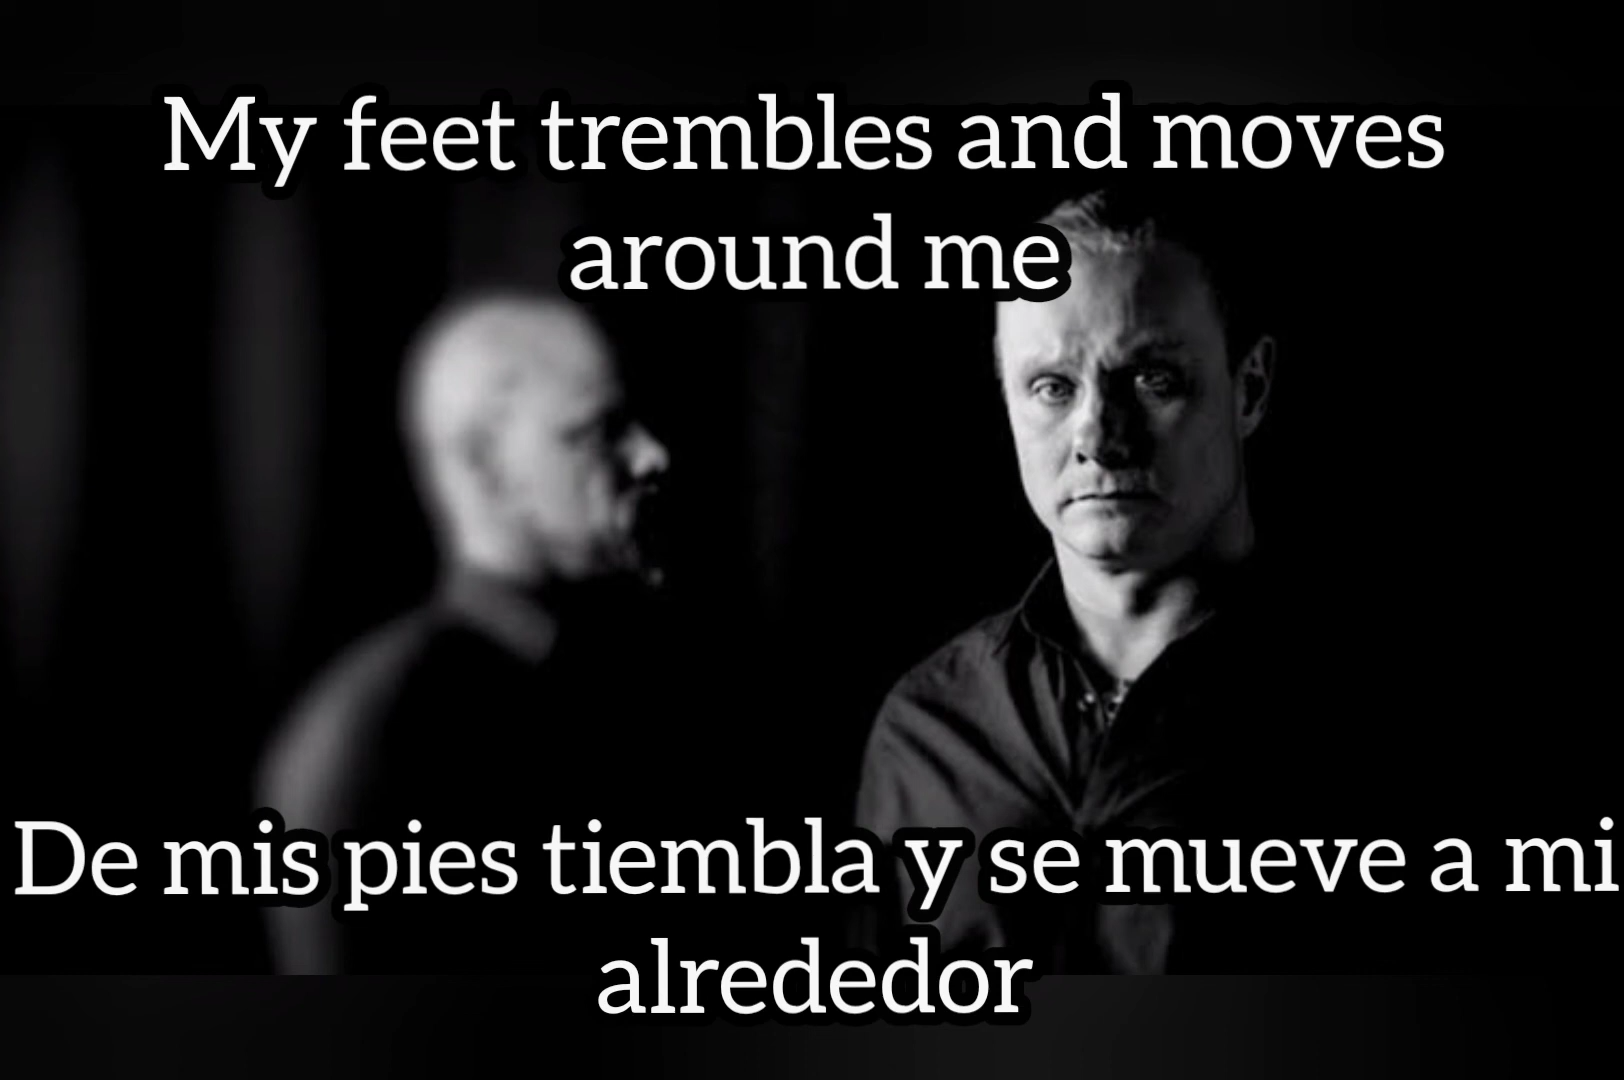 My feet trembles and moves
around me
De mis pies tiembla y se mueve a mi
alrededor